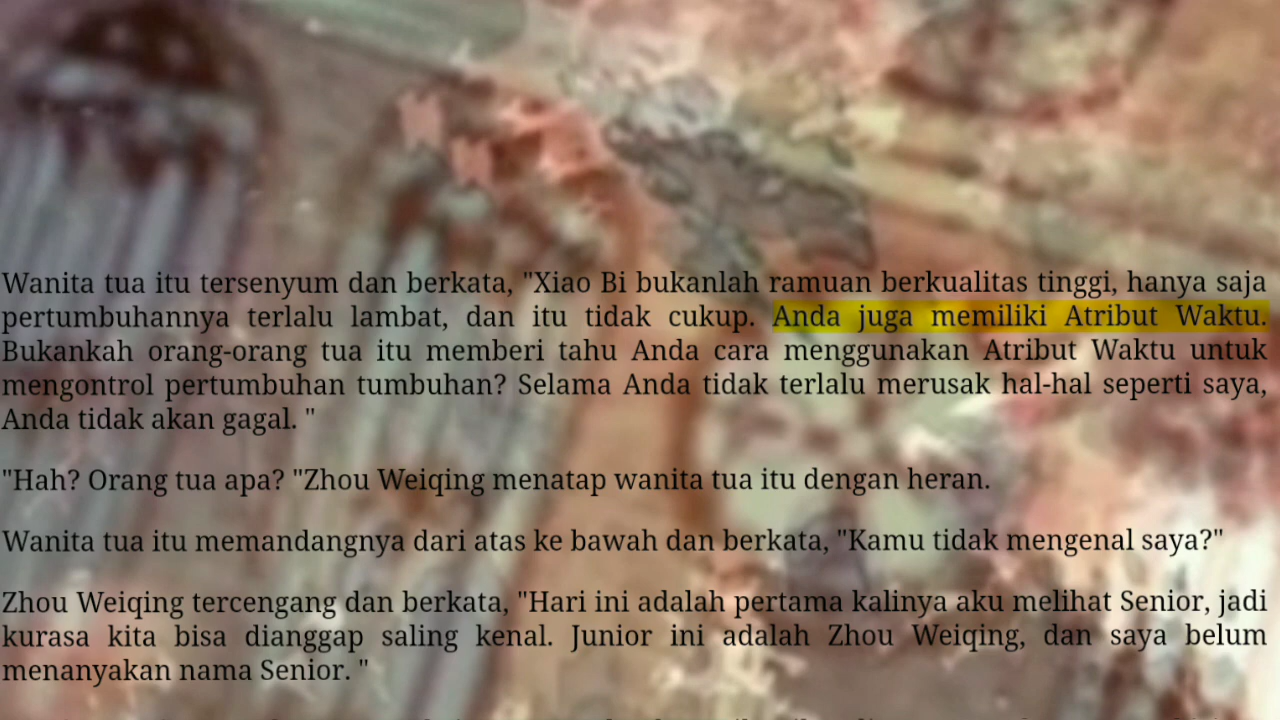 Wanita tua itu tersenyum dan berkata, "Xiao Bi bukanlah ramuan berkualitas tinggi, hanya saja
pertumbuhannya terlalu lambat, dan itu tidak cukup. Anda juga memiliki Atribut Waktu.
Bukankah orang-orang tua itu memberi tahu Anda cara menggunakan Atribut Waktu untuk
mengontrol pertumbuhan tumbuhan? Selama Anda tidak terlalu merusak hal-hal seperti saya,
Anda tidak akan gagal. "
"Hah? Orang tua apa? "Zhou Weiqing menatap wanita tua itu dengan heran.
Wanita tua itu memandangnya dari atas ke bawah dan berkata, "Kamu tidak mengenal saya?"
Zhou Weiqing tercengang dan berkata, "Hari ini adalah pertama kalinya aku melihat Senior, jadi
kurasa kita bisa dianggap saling kenal. Junior ini adalah Zhou Weiqing, dan saya belum
menanyakan nama Senior. "